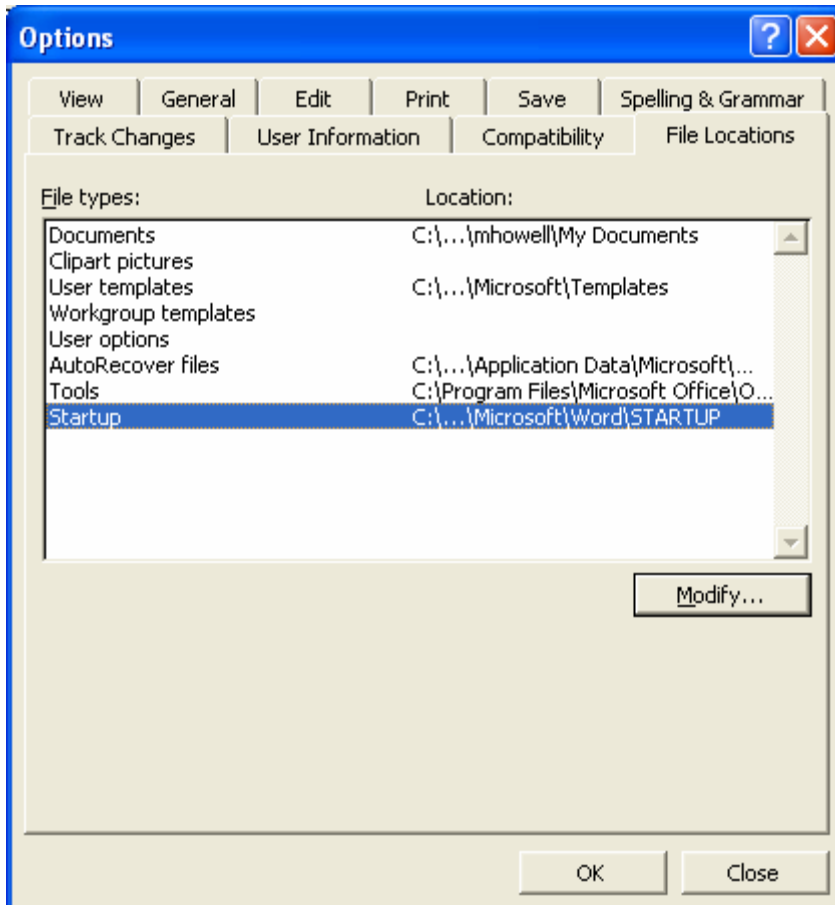 Options
View General Edit Print Save Spelling & Grammar
Track Changes User Information Compatibility File Locations
File types: Location:
Documents C:\...\mhowell\My Documents
Clipart pictures
User templates C:\...\Microsoft\Templates
Workgroup templates
User options
AutoRecover files C:\...\Application Data\Microsoft\...
Tools C:\Program Files\Microsoft Office\O...
Startup C:\...\Microsoft\Word\STARTUP
Modify...
OK Close